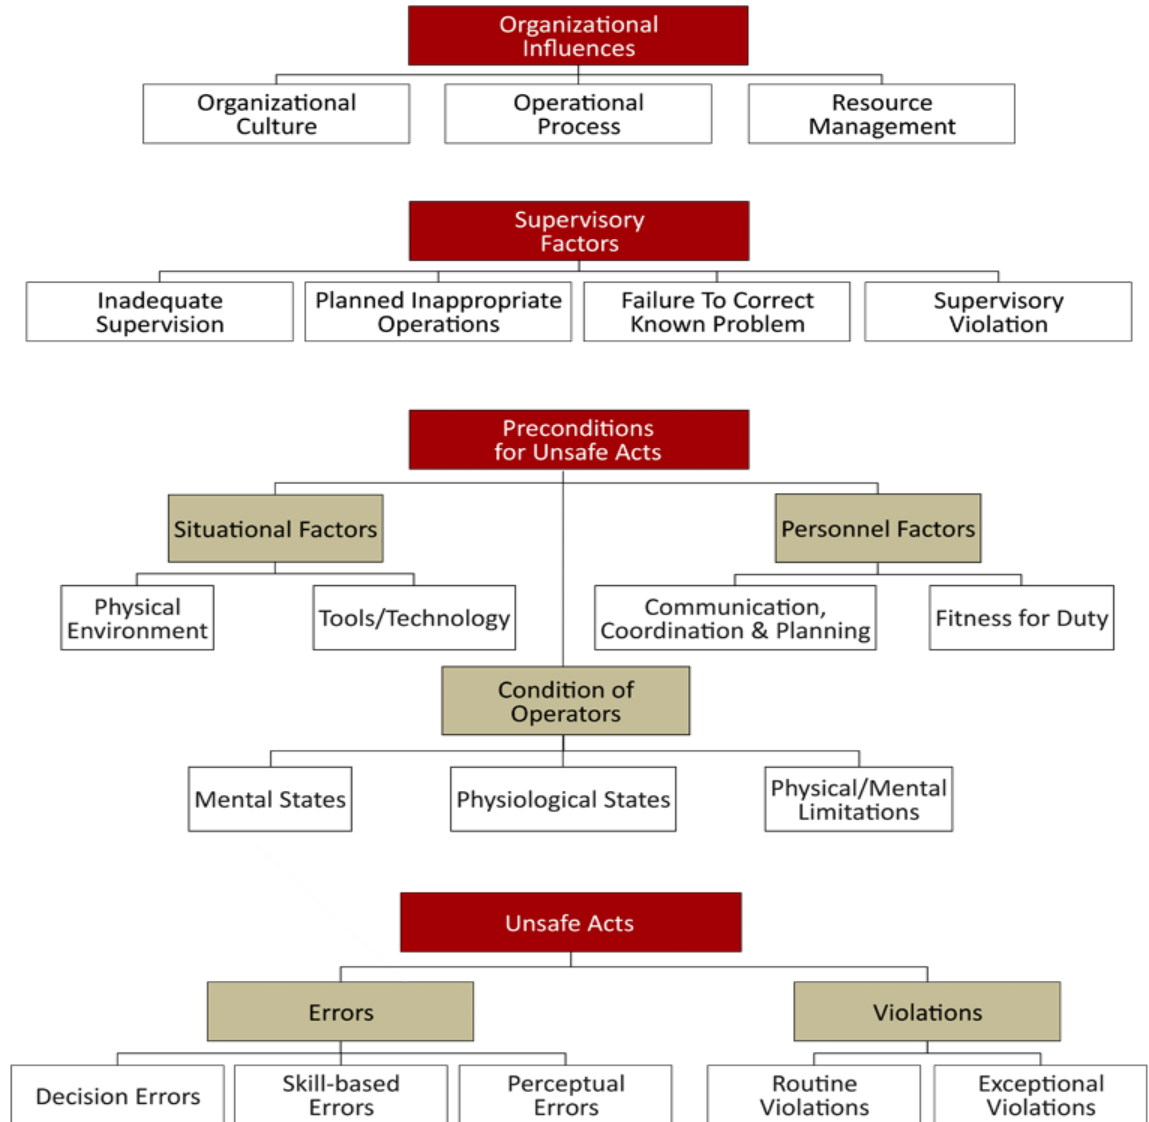 Organizational
Influences
Organizational
Culture
Operational
Process
Resource
Management
Supervisory
Factors
Inadequate
Supervision
Planned Inappropriate
Operations
Failure To Correct
Known Problem
Supervisory
Violation
Preconditions
for Unsafe Acts
Situational Factors
Personnel Factors
Physical
Environment
Tools/Technology
Communication,
Coordination & Planning
Fitness for Duty
Condition of
Operators
Mental States
Physiological States
Physical/Mental
Limitations
Unsafe Acts
Errors
Violations
Decision Errors
Skill-based
Errors
Perceptual
Errors
Routine
Violations
Exceptional
Violations